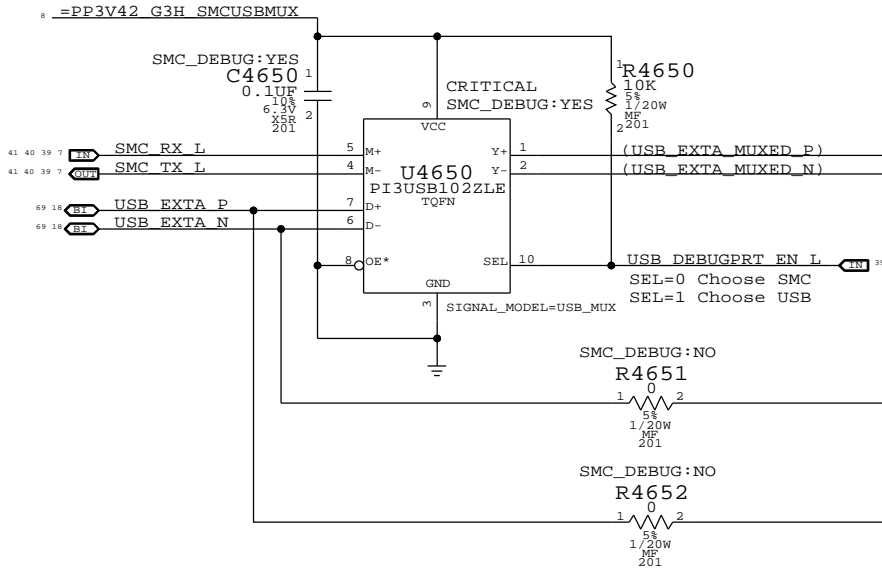 8 =PP3V42_G3H_SMCUSBMUX
SMC_DEBUG:YES
C4650 1
0.1UF
10%
6.3V
X5R 2
201
CRITICAL
SMC_DEBUG:YES
1 R4650
10K
5%
1/20W
MF
2 201
9
VCC
41 40 39 7 IN SMC_RX_L 5 M+ Y+ 1 (USB_EXTA_MUXED_P)
41 40 39 7 OUT SMC_TX_L 4 M- Y- 2 (USB_EXTA_MUXED_N)
U4650
PI3USB102ZLE
TQFN
69 18 BI USB_EXTA_P 7 D+
69 18 BI USB_EXTA_N 6 D-
8 OE* SEL 10 USB_DEBUGPRT_EN_L IN 39
SEL=0 Choose SMC
SEL=1 Choose USB
GND
3 SIGNAL_MODEL=USB_MUX
SMC_DEBUG:NO
R4651
0
1 2
5%
1/20W
MF
201
SMC_DEBUG:NO
R4652
0
1 2
5%
1/20W
MF
201